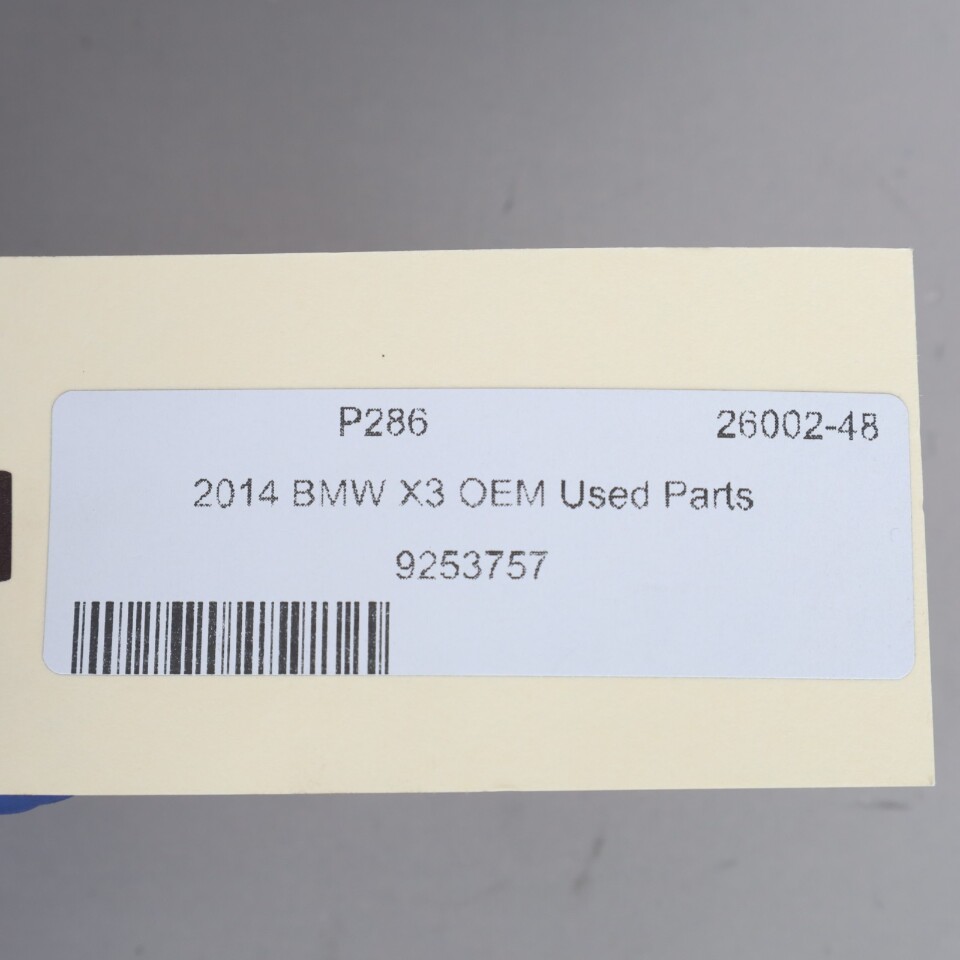 P286 26002-48
2014 BMW X3 OEM Used Parts
9253757